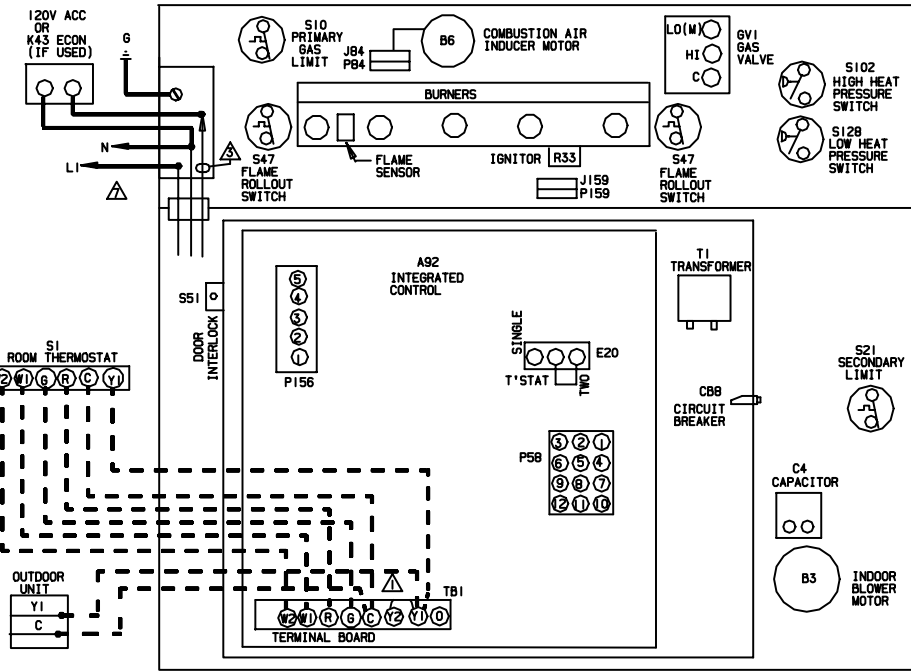 120V ACC
OR
K43 ECON
(IF USED)
G
S10
PRIMARY
GAS
LIMIT
J84
P84
B6
COMBUSTION AIR
INDUCER MOTOR
LO(M)
HI
C
GV1
GAS
VALVE
S102
HIGH HEAT
PRESSURE
SWITCH
BURNERS
N
L1
3
7
S47
FLAME
ROLLOUT
SWITCH
FLAME
SENSOR
IGNITOR
R33
J159
P159
S47
FLAME
ROLLOUT
SWITCH
S128
LOW HEAT
PRESSURE
SWITCH
A92
INTEGRATED
CONTROL
T1
TRANSFORMER
S51
DOOR
INTERLOCK
5
4
3
2
1
P156
SINGLE
E20
T'STAT
TWO
S1
ROOM THERMOSTAT
2 W1 G R C Y1
S21
SECONDARY
LIMIT
CB8
CIRCUIT
BREAKER
P58
3 2 1
6 5 4
9 8 7
12 11 10
C4
CAPACITOR
B3
INDOOR
BLOWER
MOTOR
OUTDOOR
UNIT
Y1
C
1
TB1
W2 W1 R G C Y2 Y1 O
TERMINAL BOARD